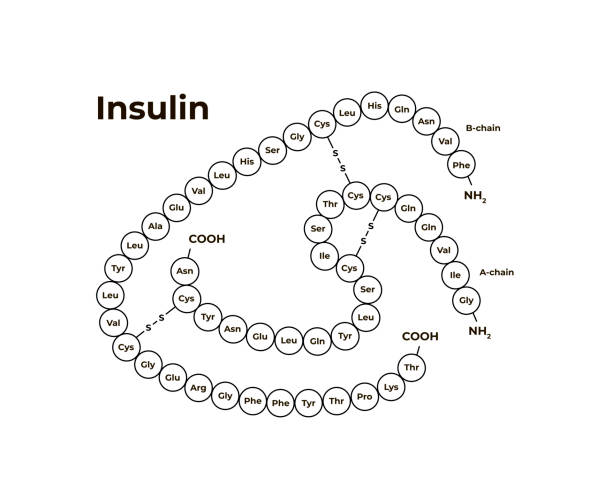 Insulin
B-chain
NH2
Phe
Val
Asn
Gln
His
Leu
Cys
Gly
Ser
His
Leu
Val
Glu
Ala
Leu
Tyr
Leu
Val
Cys
Gly
Glu
Arg
Gly
Phe
Phe
Tyr
Thr
Pro
Lys
Thr
COOH
A-chain
NH2
Gly
Ile
Val
Gln
Gln
Cys
Cys
Thr
Ser
Ile
Cys
Ser
Leu
Tyr
Gln
Leu
Glu
Asn
Tyr
Cys
Asn
COOH
S
S
S
S
S
S